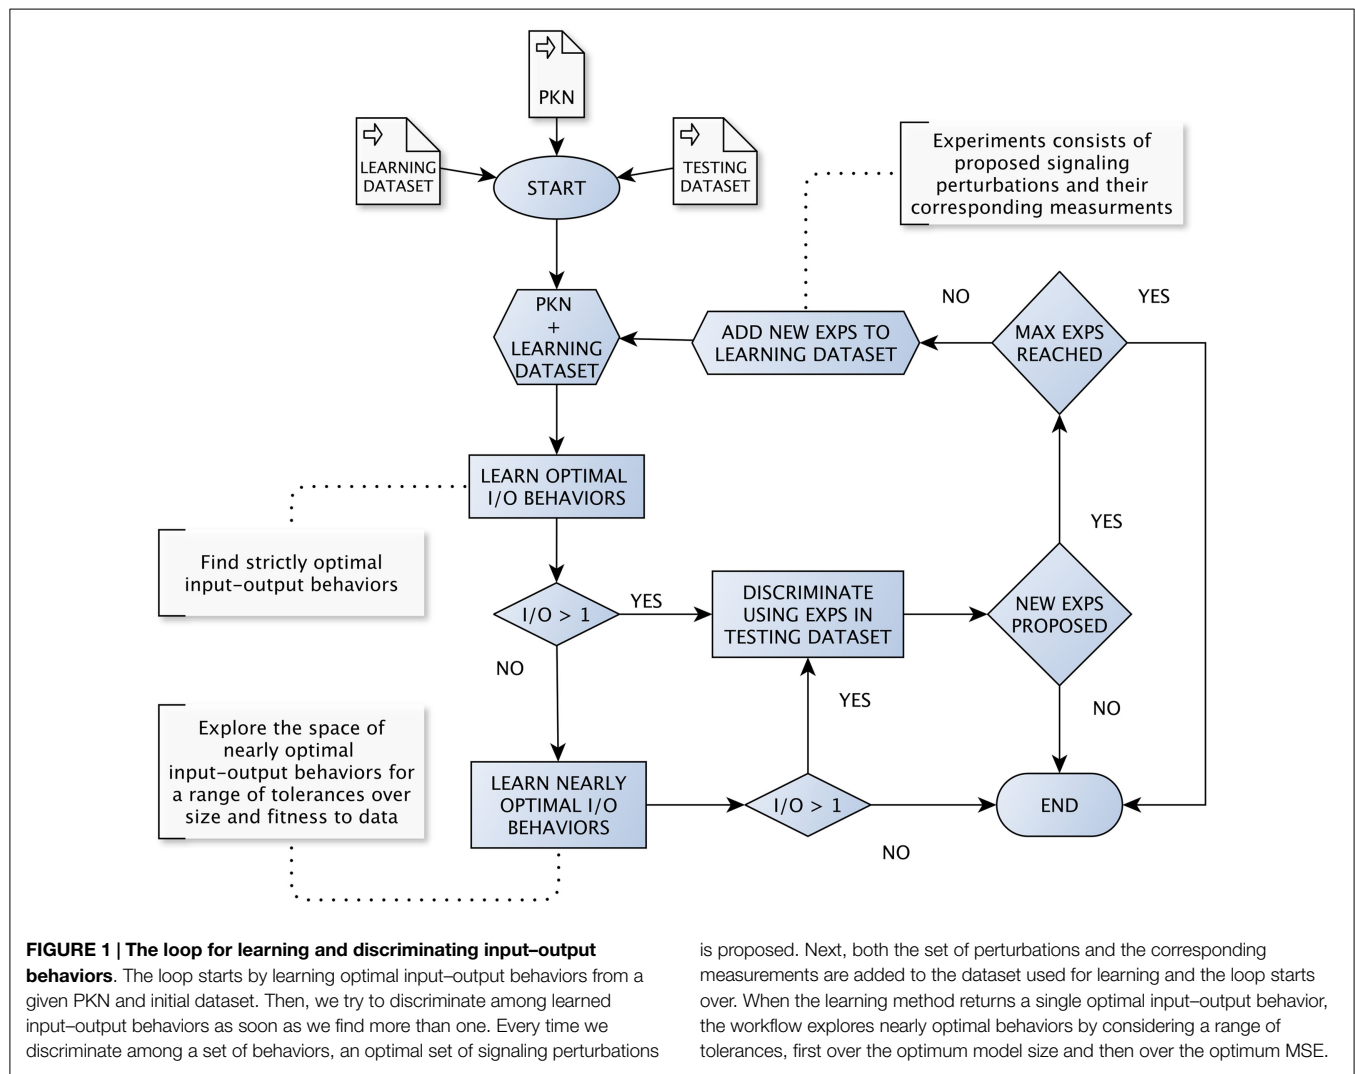 PKN
LEARNING
DATASET
TESTING
DATASET
START
Experiments consists of
proposed signaling
perturbations and their
corresponding measurments
PKN
+
LEARNING
DATASET
ADD NEW EXPS TO
LEARNING DATASET
NO
MAX EXPS
REACHED
YES
LEARN OPTIMAL
I/O BEHAVIORS
YES
Find strictly optimal
input–output behaviors
I/O > 1
YES
DISCRIMINATE
USING EXPS IN
TESTING DATASET
NEW EXPS
PROPOSED
NO
YES
NO
Explore the space of
nearly optimal
input–output behaviors for
a range of tolerances over
size and fitness to data
LEARN NEARLY
OPTIMAL I/O
BEHAVIORS
I/O > 1
END
NO
FIGURE 1 | The loop for learning and discriminating input–output
behaviors. The loop starts by learning optimal input–output behaviors from a
given PKN and initial dataset. Then, we try to discriminate among learned
input–output behaviors as soon as we find more than one. Every time we
discriminate among a set of behaviors, an optimal set of signaling perturbations
is proposed. Next, both the set of perturbations and the corresponding
measurements are added to the dataset used for learning and the loop starts
over. When the learning method returns a single optimal input–output behavior,
the workflow explores nearly optimal behaviors by considering a range of
tolerances, first over the optimum model size and then over the optimum MSE.